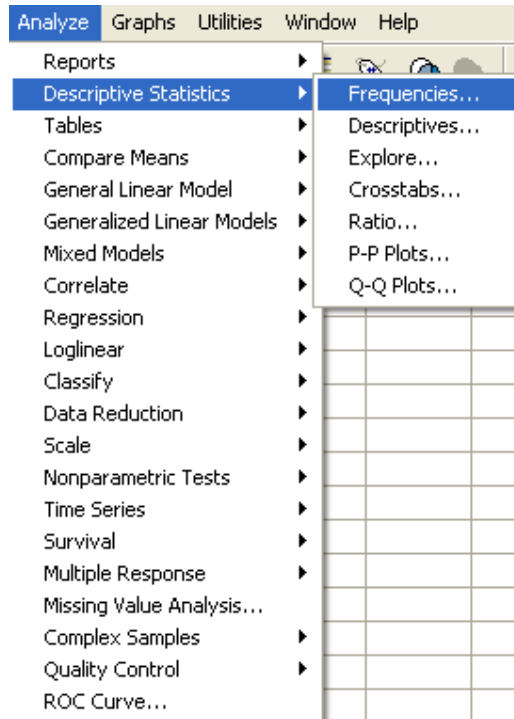 Analyze Graphs Utilities Window Help
Reports
Descriptive Statistics
Tables
Compare Means
General Linear Model
Generalized Linear Models
Mixed Models
Correlate
Regression
Loglinear
Classify
Data Reduction
Scale
Nonparametric Tests
Time Series
Survival
Multiple Response
Missing Value Analysis...
Complex Samples
Quality Control
ROC Curve...
Frequencies...
Descriptives...
Explore...
Crosstabs...
Ratio...
P-P Plots...
Q-Q Plots...